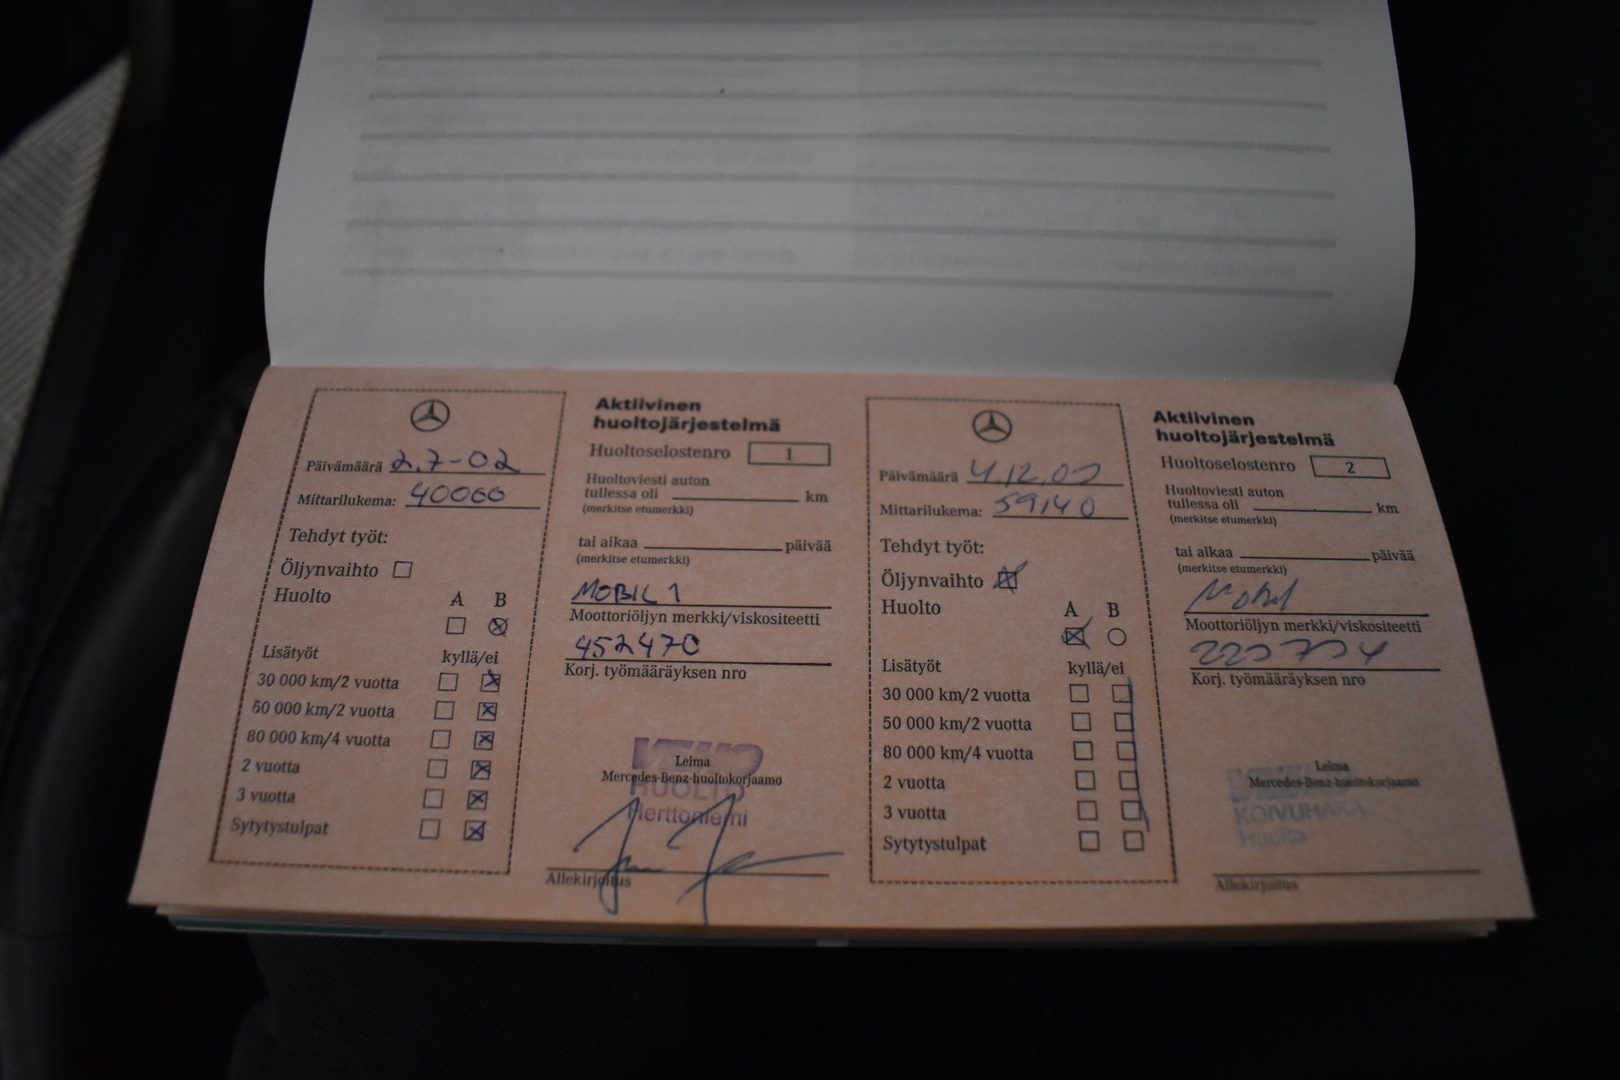 Päivämäärä 2.7-02
Mittarilukema: 40060
Tehdyt työt:
Öljynvaihto
Huolto A B
Lisätyöt kyllä/ei
30 000 km/2 vuotta
50 000 km/2 vuotta
80 000 km/4 vuotta
2 vuotta
3 vuotta
Sytytystulpat
Aktiivinen
huoltojärjestelmä
Huoltoselostenro 1
Huoltoviesti auton
tullessa oli km
(merkitse etumerkki)
tai aikaa päivää
(merkitse etumerkki)
MOBIL 1
Moottoriöljyn merkki/viskositeetti
452470
Korj. työmääräyksen nro
VEHO
Leima
Mercedes-Benz-huoltokorjaamo
HUOLTO
Herttoniemi
Allekirjoitus
Päivämäärä
Mittarilukema: 59140
Tehdyt työt:
Öljynvaihto
Huolto A B
Lisätyöt kyllä/ei
30 000 km/2 vuotta
50 000 km/2 vuotta
80 000 km/4 vuotta
2 vuotta
3 vuotta
Sytytystulpat
Aktiivinen
huoltojärjestelmä
Huoltoselostenro 2
Huoltoviesti auton
tullessa oli km
(merkitse etumerkki)
tai aikaa päivää
(merkitse etumerkki)
Mobil
Moottoriöljyn merkki/viskositeetti
Korj. työmääräyksen nro
Leima
Mercedes-Benz-huoltokorjaamo
KOIVUHAKA
Huolto
Allekirjoitus